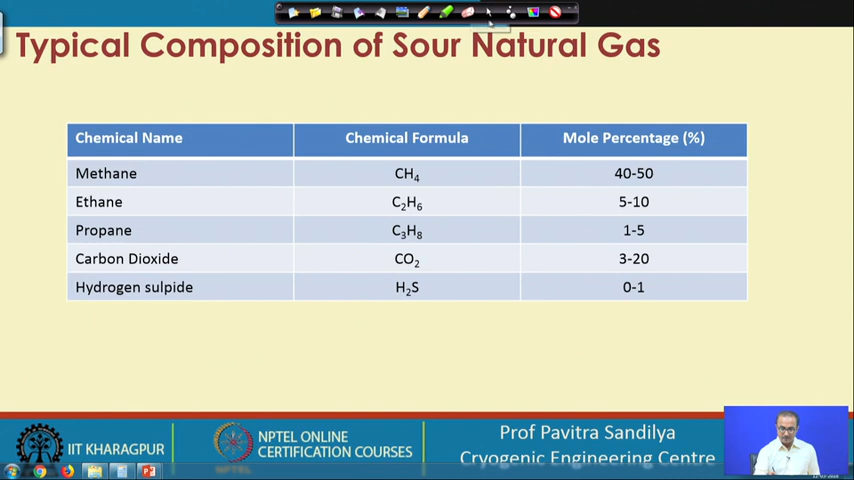 Typical Composition of Sour Natural Gas
Chemical Name Chemical Formula Mole Percentage (%)
Methane CH₄ 40-50
Ethane C₂H₆ 5-10
Propane C₃H₈ 1-5
Carbon Dioxide CO₂ 3-20
Hydrogen sulpide H₂S 0-1
IIT KHARAGPUR
NPTEL ONLINE
CERTIFICATION COURSES
Prof Pavitra Sandilya
Cryogenic Engineering Centre